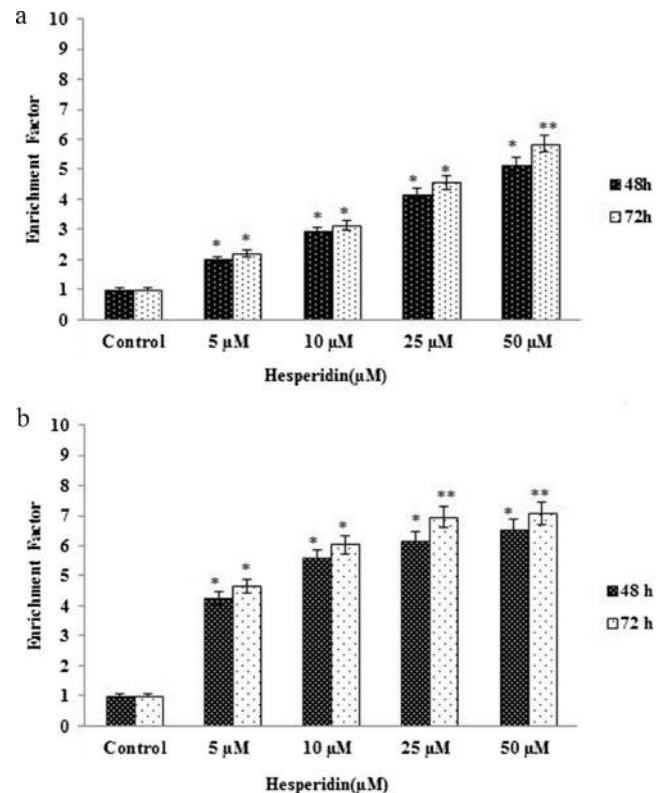 a
10
9
8
7
6
5
4
3
2
1
0
Enrichment Factor
* * * * * * * **
Control 5 µM 10 µM 25 µM 50 µM
Hesperidin(µM)
48h
72h
b
10
9
8
7
6
5
4
3
2
1
0
Enrichment Factor
* * * * * ** * **
Control 5 µM 10 µM 25 µM 50 µM
Hesperidin(µM)
48 h
72 h